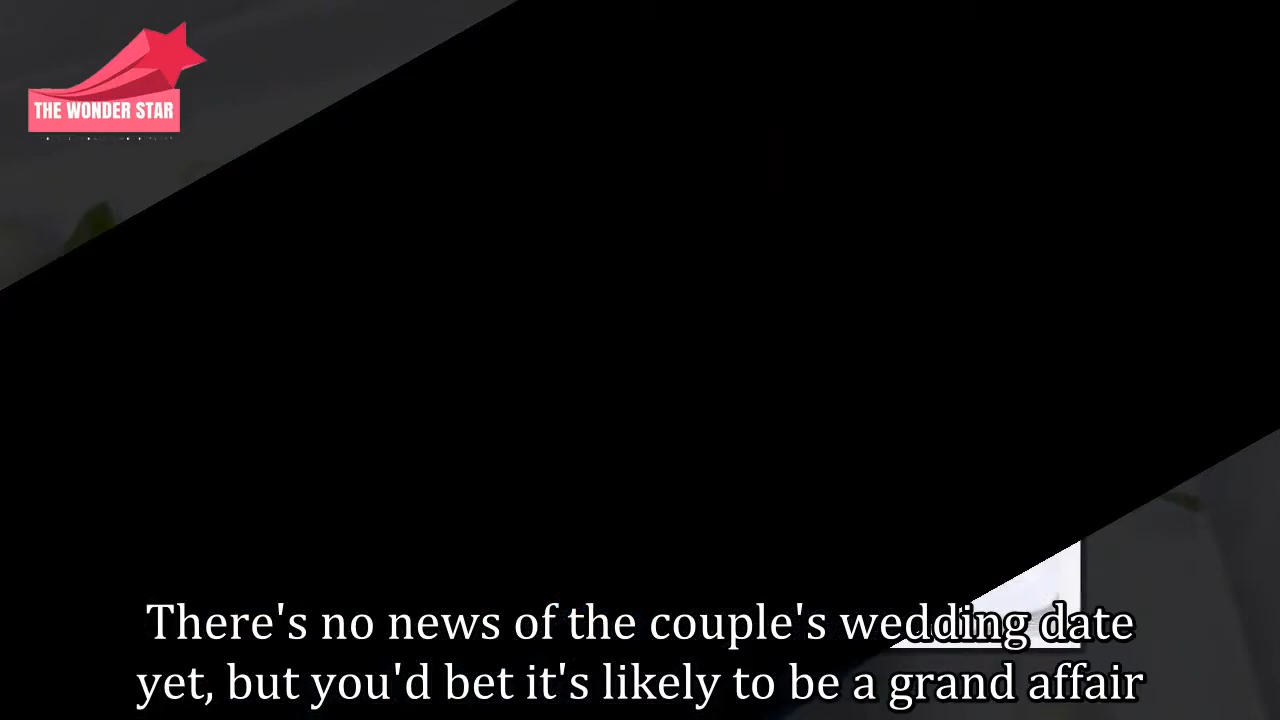 THE WONDER STAR
There's no news of the couple's wedding date
yet, but you'd bet it's likely to be a grand affair